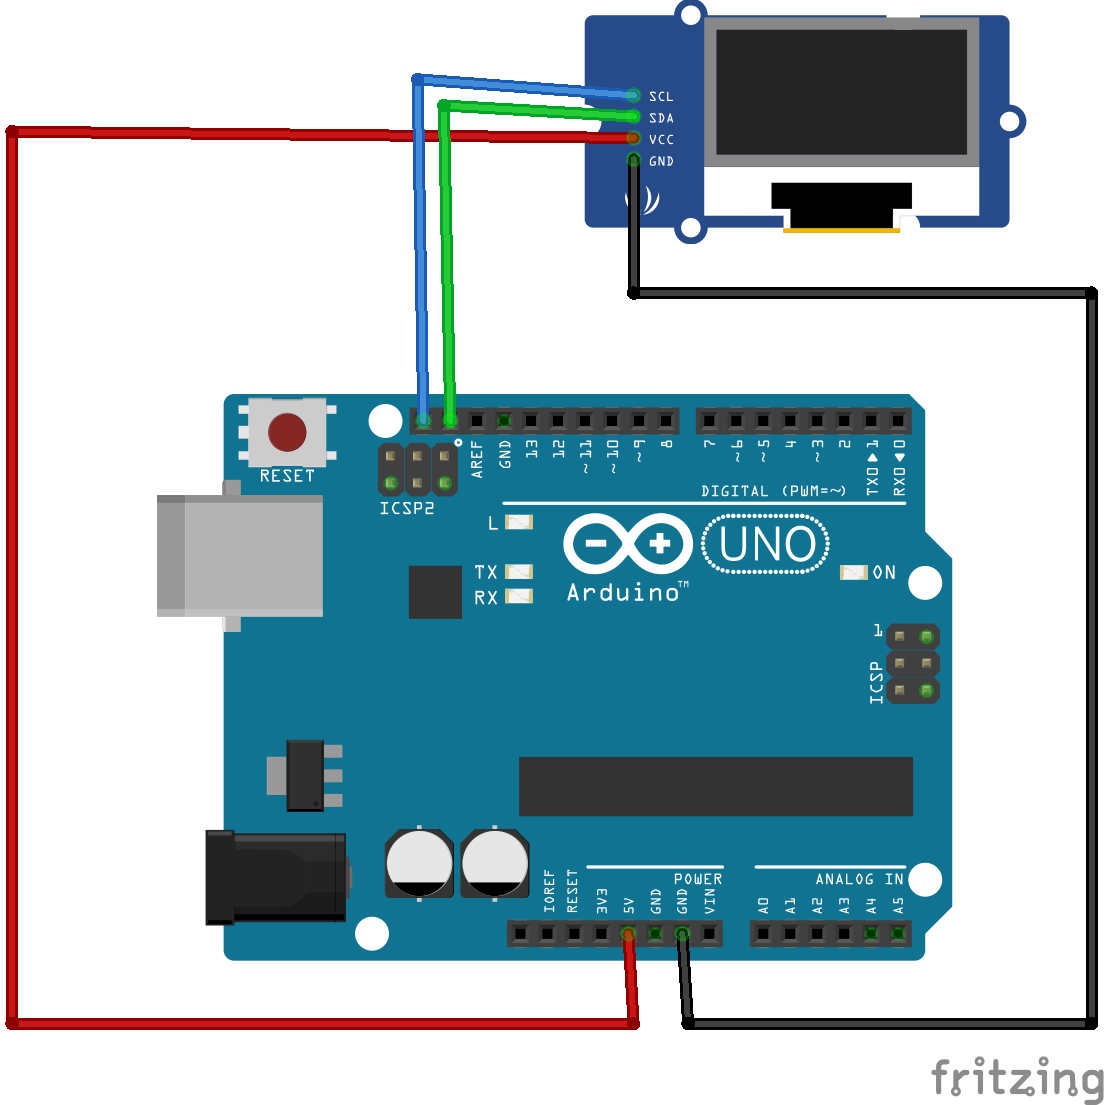 SCL
SDA
VCC
GND
RESET
ICSP2
AREF
GND
13
12
~11
~10
~9
8
7
~6
~5
4
~3
2
TX0▶1
RX0◀0
DIGITAL (PWM=~)
L
TX
RX
Arduino™
UNO
ON
1
ICSP
POWER
ANALOG IN
IOREF
RESET
3V3
5V
GND
GND
VIN
A0
A1
A2
A3
A4
A5
fritzing